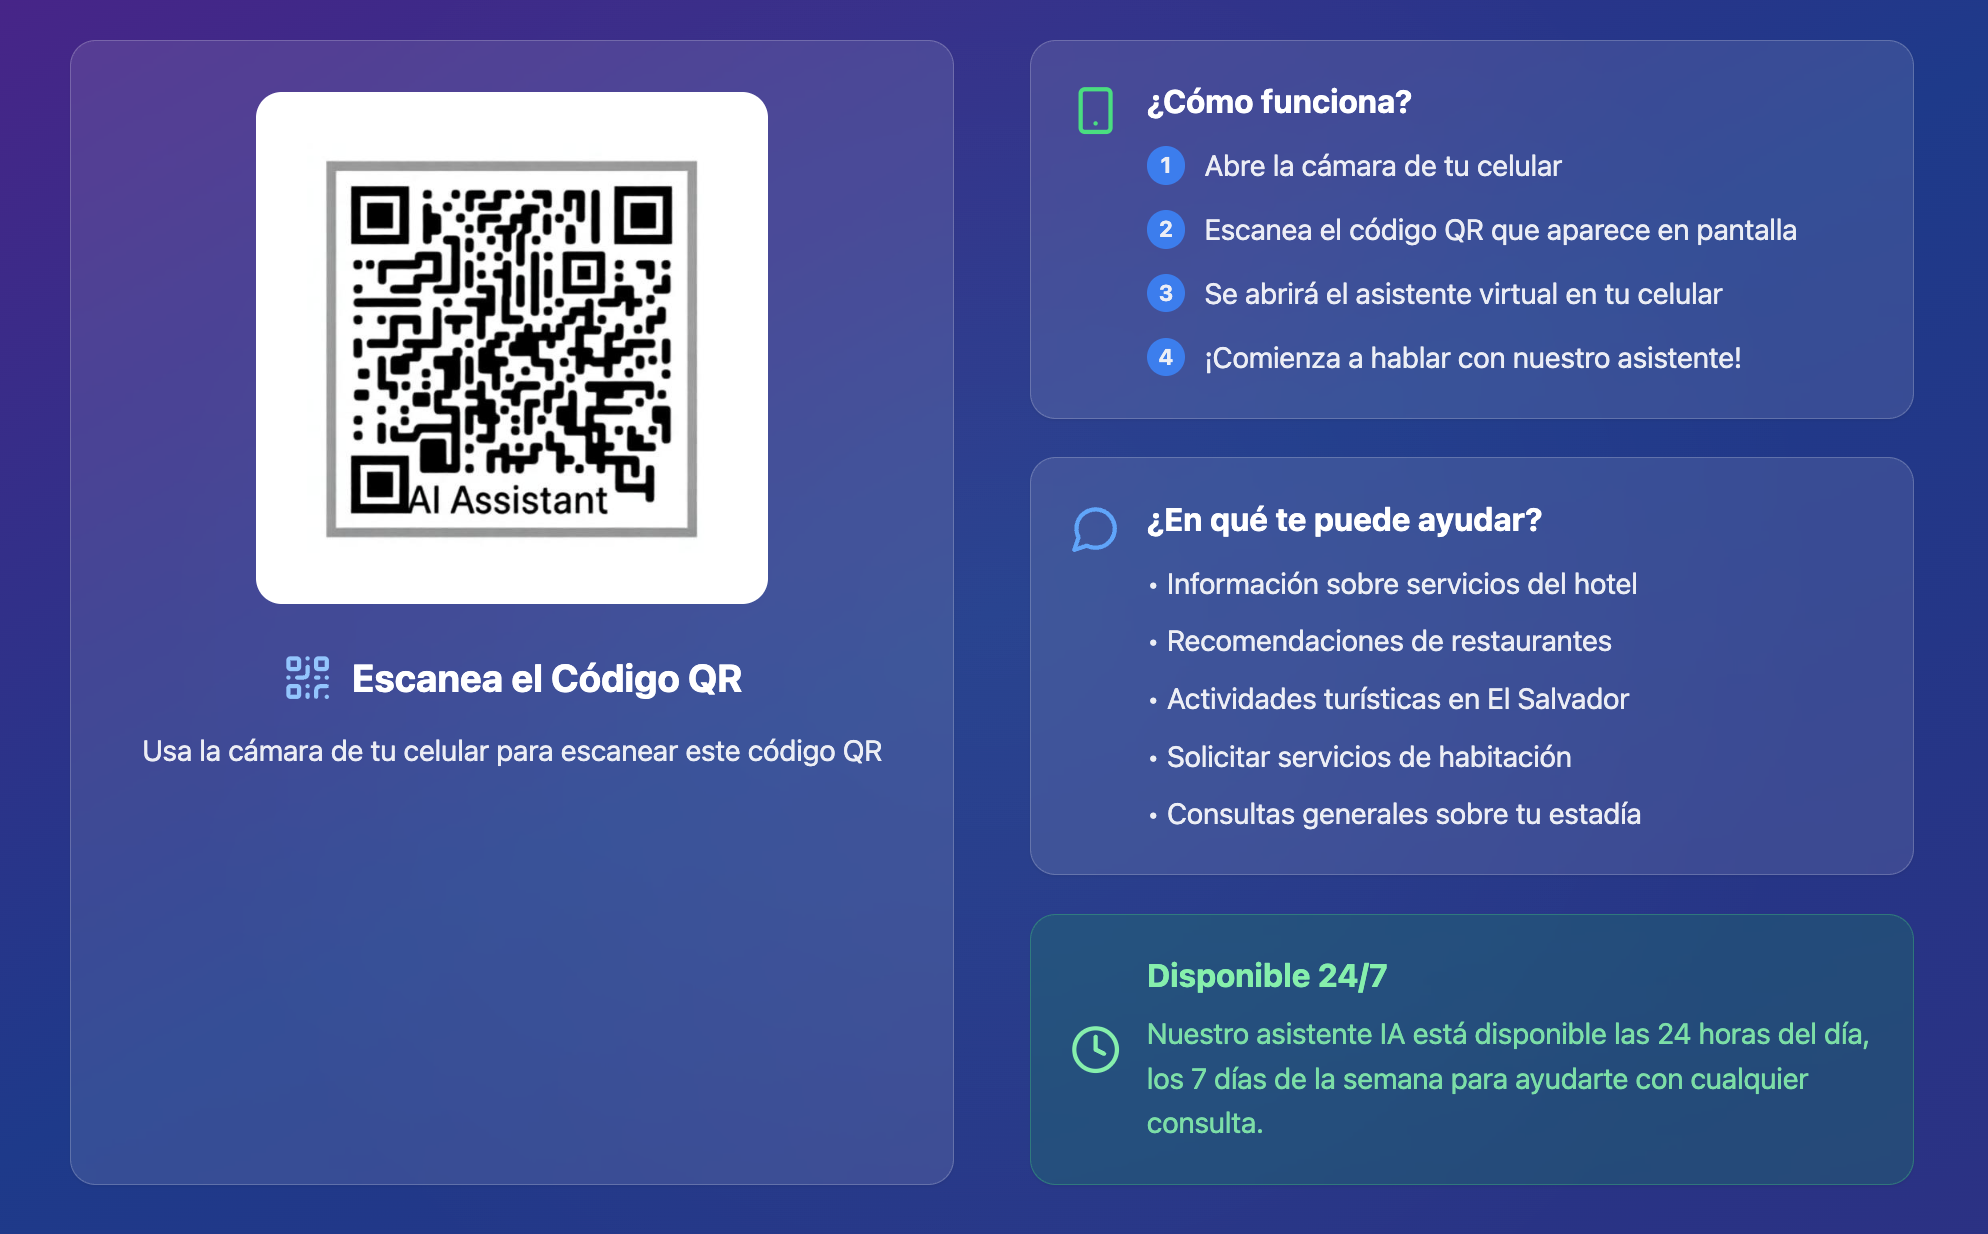 AI Assistant
Escanea el Código QR
Usa la cámara de tu celular para escanear este código QR
¿Cómo funciona?
1 Abre la cámara de tu celular
2 Escanea el código QR que aparece en pantalla
3 Se abrirá el asistente virtual en tu celular
4 ¡Comienza a hablar con nuestro asistente!
¿En qué te puede ayudar?
• Información sobre servicios del hotel
• Recomendaciones de restaurantes
• Actividades turísticas en El Salvador
• Solicitar servicios de habitación
• Consultas generales sobre tu estadía
Disponible 24/7
Nuestro asistente IA está disponible las 24 horas del día,
los 7 días de la semana para ayudarte con cualquier
consulta.